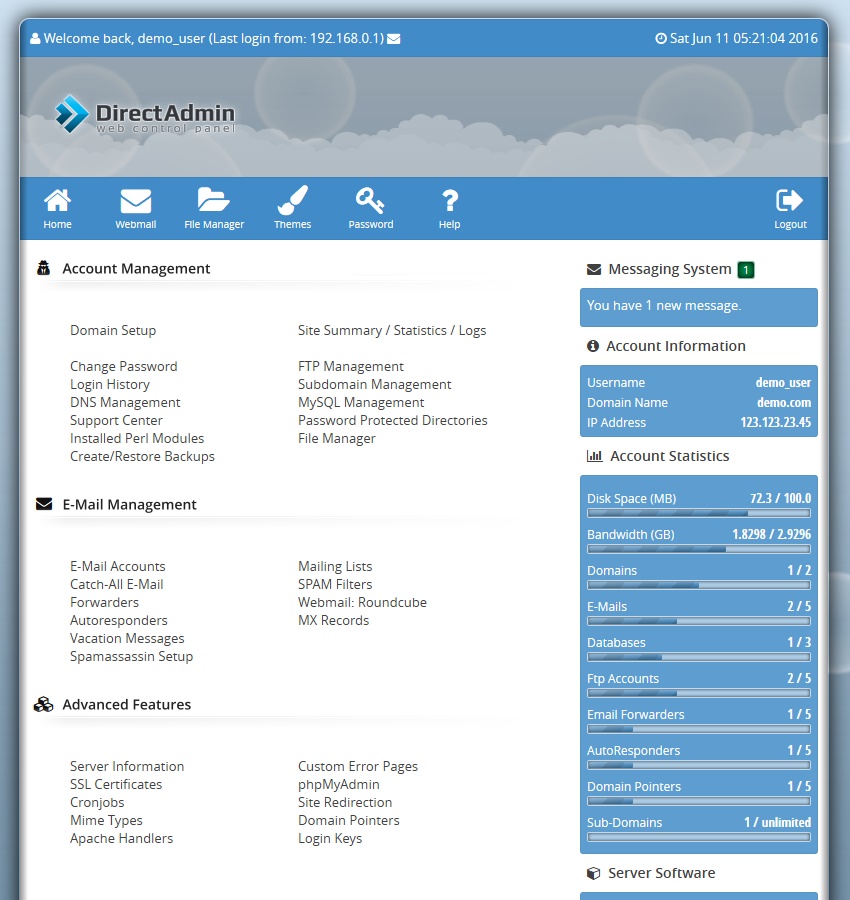 Welcome back, demo_user (Last login from: 192.168.0.1)
Sat Jun 11 05:21:04 2016
DirectAdmin
web control panel
Home
Webmail
File Manager
Themes
Password
Help
Logout
Account Management
Domain Setup
Site Summary / Statistics / Logs
Change Password
FTP Management
Login History
Subdomain Management
DNS Management
MySQL Management
Support Center
Password Protected Directories
Installed Perl Modules
File Manager
Create/Restore Backups
E-Mail Management
E-Mail Accounts
Mailing Lists
Catch-All E-Mail
SPAM Filters
Forwarders
Webmail: Roundcube
Autoresponders
MX Records
Vacation Messages
Spamassassin Setup
Advanced Features
Server Information
Custom Error Pages
SSL Certificates
phpMyAdmin
Cronjobs
Site Redirection
Mime Types
Domain Pointers
Apache Handlers
Login Keys
Messaging System 1
You have 1 new message.
Account Information
Username demo_user
Domain Name demo.com
IP Address 123.123.23.45
Account Statistics
Disk Space (MB) 72.3 / 100.0
Bandwidth (GB) 1.8298 / 2.9296
Domains 1 / 2
E-Mails 2 / 5
Databases 1 / 3
Ftp Accounts 2 / 5
Email Forwarders 1 / 5
AutoResponders 1 / 5
Domain Pointers 1 / 5
Sub-Domains 1 / unlimited
Server Software